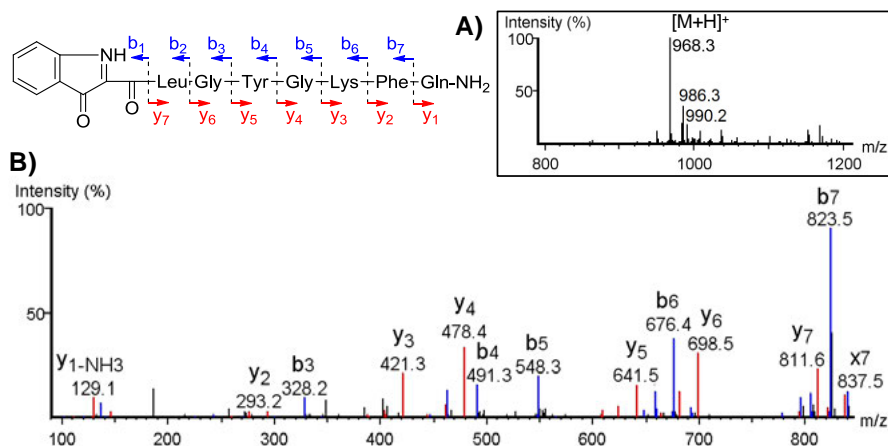 b₁ b₂ b₃ b₄ b₅ b₆ b₇
NH
Leu-Gly-Tyr-Gly-Lys-Phe-Gln-NH₂
O
O
y₇ y₆ y₅ y₄ y₃ y₂ y₁
A)
Intensity (%)
[M+H]⁺
100
968.3
50
986.3
990.2
800 1000 1200
m/z
B)
Intensity (%)
100
b7
823.5
50
y1-NH3
129.1
y2
293.2
b3
328.2
y3
421.3
y4
478.4
b4
491.3
b5
548.3
y5
641.5
b6
676.4
y6
698.5
y7
811.6
x7
837.5
100 200 300 400 500 600 700 800
m/z